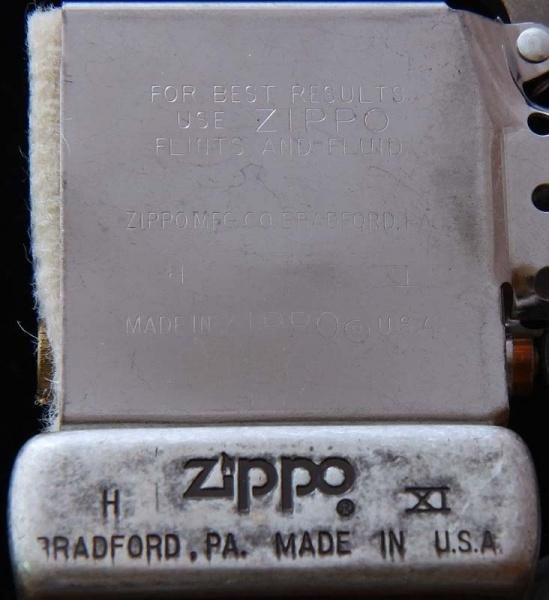 FOR BEST RESULTS
USE ZIPPO
FLINTS AND FLUID
ZIPPO MFG.CO.BRADFORD, PA
H
MADE IN ZIPPO® U.S.A.
zippo®
H XI
BRADFORD, PA. MADE IN U.S.A.